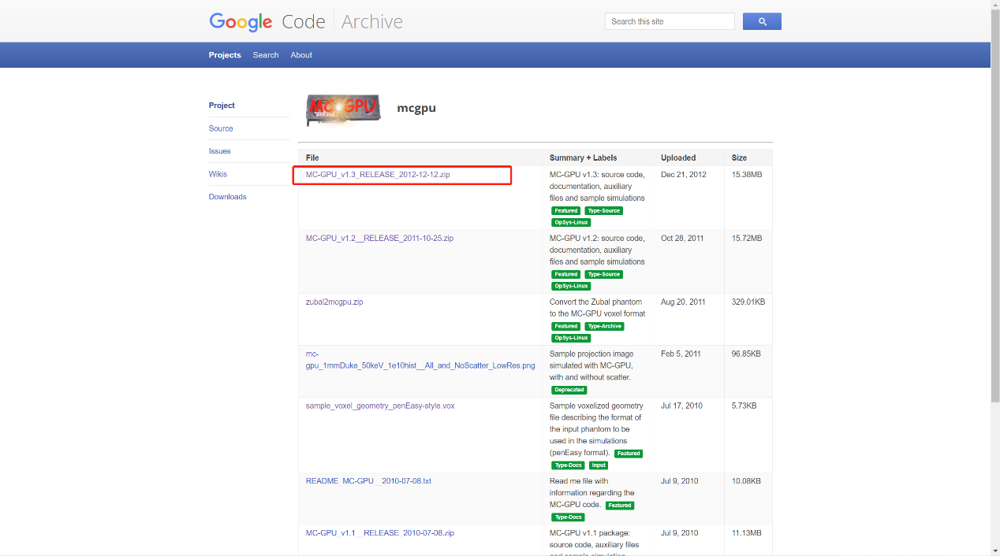 Google Code Archive
Search this site
Projects Search About
Project
Source
Issues
Wikis
Downloads
MC-GPU
mcgpu
File Summary + Labels Uploaded Size
MC-GPU_v1.3_RELEASE_2012-12-12.zip MC-GPU v1.3: source code, Dec 21, 2012 15.38MB
documentation, auxiliary
files and sample simulations
Featured Type-Source
OpSys-Linux
MC-GPU_v1.2__RELEASE_2011-10-25.zip MC-GPU v1.2: source code, Oct 28, 2011 15.72MB
documentation, auxiliary
files and sample simulations
Featured Type-Source
OpSys-Linux
zubal2mcgpu.zip Convert the Zubal phantom Aug 20, 2011 329.01KB
to the MC-GPU voxel format
Featured Type-Archive
OpSys-Linux
mc- Sample projection image Feb 5, 2011 96.85KB
gpu_1mmDuke_50keV_1e10hist__All_and_NoScatter_LowRes.png simulated with MC-GPU,
with and without scatter.
Deprecated
sample_voxel_geometry_penEasy-style.vox Sample voxelized geometry Jul 17, 2010 5.73KB
file describing the format of
the input phantom to be
used in the simulations
(penEasy format). Featured
Type-Docs Input
README_MC-GPU__2010-07-08.txt Read me file with Jul 9, 2010 10.08KB
information regarding the
MC-GPU code. Featured
Type-Docs
MC-GPU_v1.1__RELEASE_2010-07-08.zip MC-GPU v1.1 package: Jul 9, 2010 11.13MB
source code, auxiliary files
and sample simulation